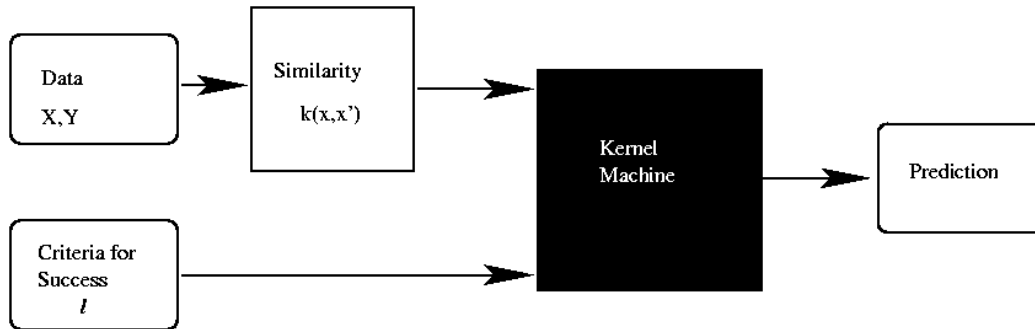 Data
X,Y
Similarity
k(x,x’)
Criteria for
Success
l
Kernel
Machine
Prediction